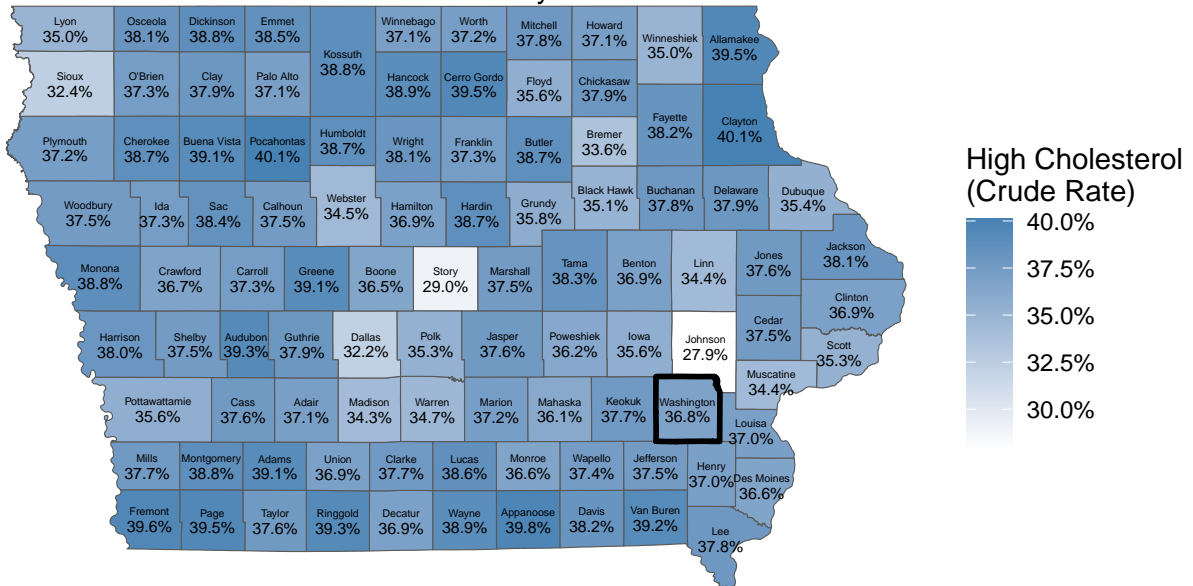 Lyon
35.0%
Osceola
38.1%
Dickinson
38.8%
Emmet
38.5%
Kossuth
38.8%
Winnebago
37.1%
Worth
37.2%
Mitchell
37.8%
Howard
37.1%
Winneshiek
35.0%
Allamakee
39.5%
Sioux
32.4%
O'Brien
37.3%
Clay
37.9%
Palo Alto
37.1%
Hancock
38.9%
Cerro Gordo
39.5%
Floyd
35.6%
Chickasaw
37.9%
Fayette
38.2%
Clayton
40.1%
Plymouth
37.2%
Cherokee
38.7%
Buena Vista
39.1%
Pocahontas
40.1%
Humboldt
38.7%
Wright
38.1%
Franklin
37.3%
Butler
38.7%
Bremer
33.6%
Woodbury
37.5%
Ida
37.3%
Sac
38.4%
Calhoun
37.5%
Webster
34.5%
Hamilton
36.9%
Hardin
38.7%
Grundy
35.8%
Black Hawk
35.1%
Buchanan
37.8%
Delaware
37.9%
Dubuque
35.4%
Monona
38.8%
Crawford
36.7%
Carroll
37.3%
Greene
39.1%
Boone
36.5%
Story
29.0%
Marshall
37.5%
Tama
38.3%
Benton
36.9%
Linn
34.4%
Jones
37.6%
Jackson
38.1%
Clinton
36.9%
Harrison
38.0%
Shelby
37.5%
Audubon
39.3%
Guthrie
37.9%
Dallas
32.2%
Polk
35.3%
Jasper
37.6%
Poweshiek
36.2%
Iowa
35.6%
Johnson
27.9%
Cedar
37.5%
Scott
35.3%
Muscatine
34.4%
Pottawattamie
35.6%
Cass
37.6%
Adair
37.1%
Madison
34.3%
Warren
34.7%
Marion
37.2%
Mahaska
36.1%
Keokuk
37.7%
Washington
36.8%
Louisa
37.0%
Mills
37.7%
Montgomery
38.8%
Adams
39.1%
Union
36.9%
Clarke
37.7%
Lucas
38.6%
Monroe
36.6%
Wapello
37.4%
Jefferson
37.5%
Henry
37.0%
Des Moines
36.6%
Fremont
39.6%
Page
39.5%
Taylor
37.6%
Ringgold
39.3%
Decatur
36.9%
Wayne
38.9%
Appanoose
39.8%
Davis
38.2%
Van Buren
39.2%
Lee
37.8%
High Cholesterol
(Crude Rate)
40.0%
37.5%
35.0%
32.5%
30.0%